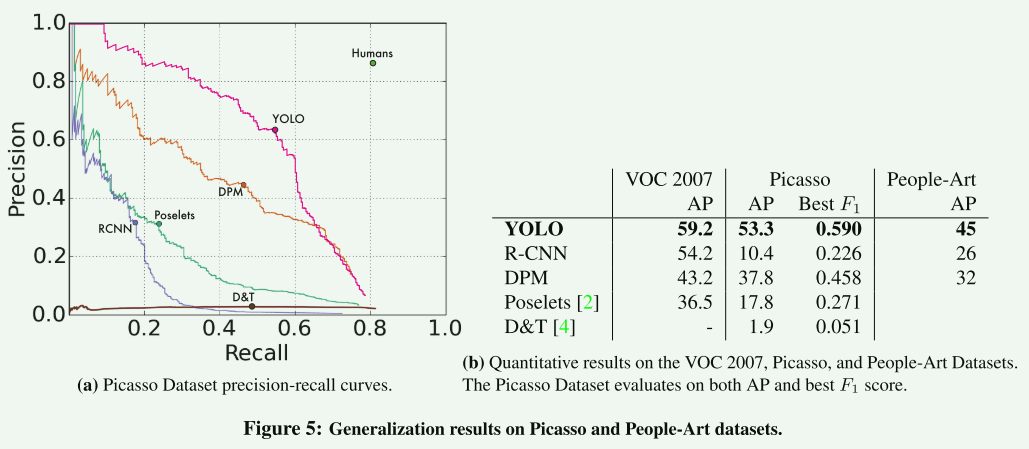 1.0
0.8
0.6
0.4
0.2
0.0
Precision
Humans
YOLO
DPM
Poselets
RCNN
D&T
0.2 0.4 0.6 0.8 1.0
Recall
(a) Picasso Dataset precision-recall curves.
VOC 2007 Picasso People-Art
AP AP Best F1 AP
YOLO 59.2 53.3 0.590 45
R-CNN 54.2 10.4 0.226 26
DPM 43.2 37.8 0.458 32
Poselets [2] 36.5 17.8 0.271
D&T [4] - 1.9 0.051
(b) Quantitative results on the VOC 2007, Picasso, and People-Art Datasets.
The Picasso Dataset evaluates on both AP and best F1 score.
Figure 5: Generalization results on Picasso and People-Art datasets.